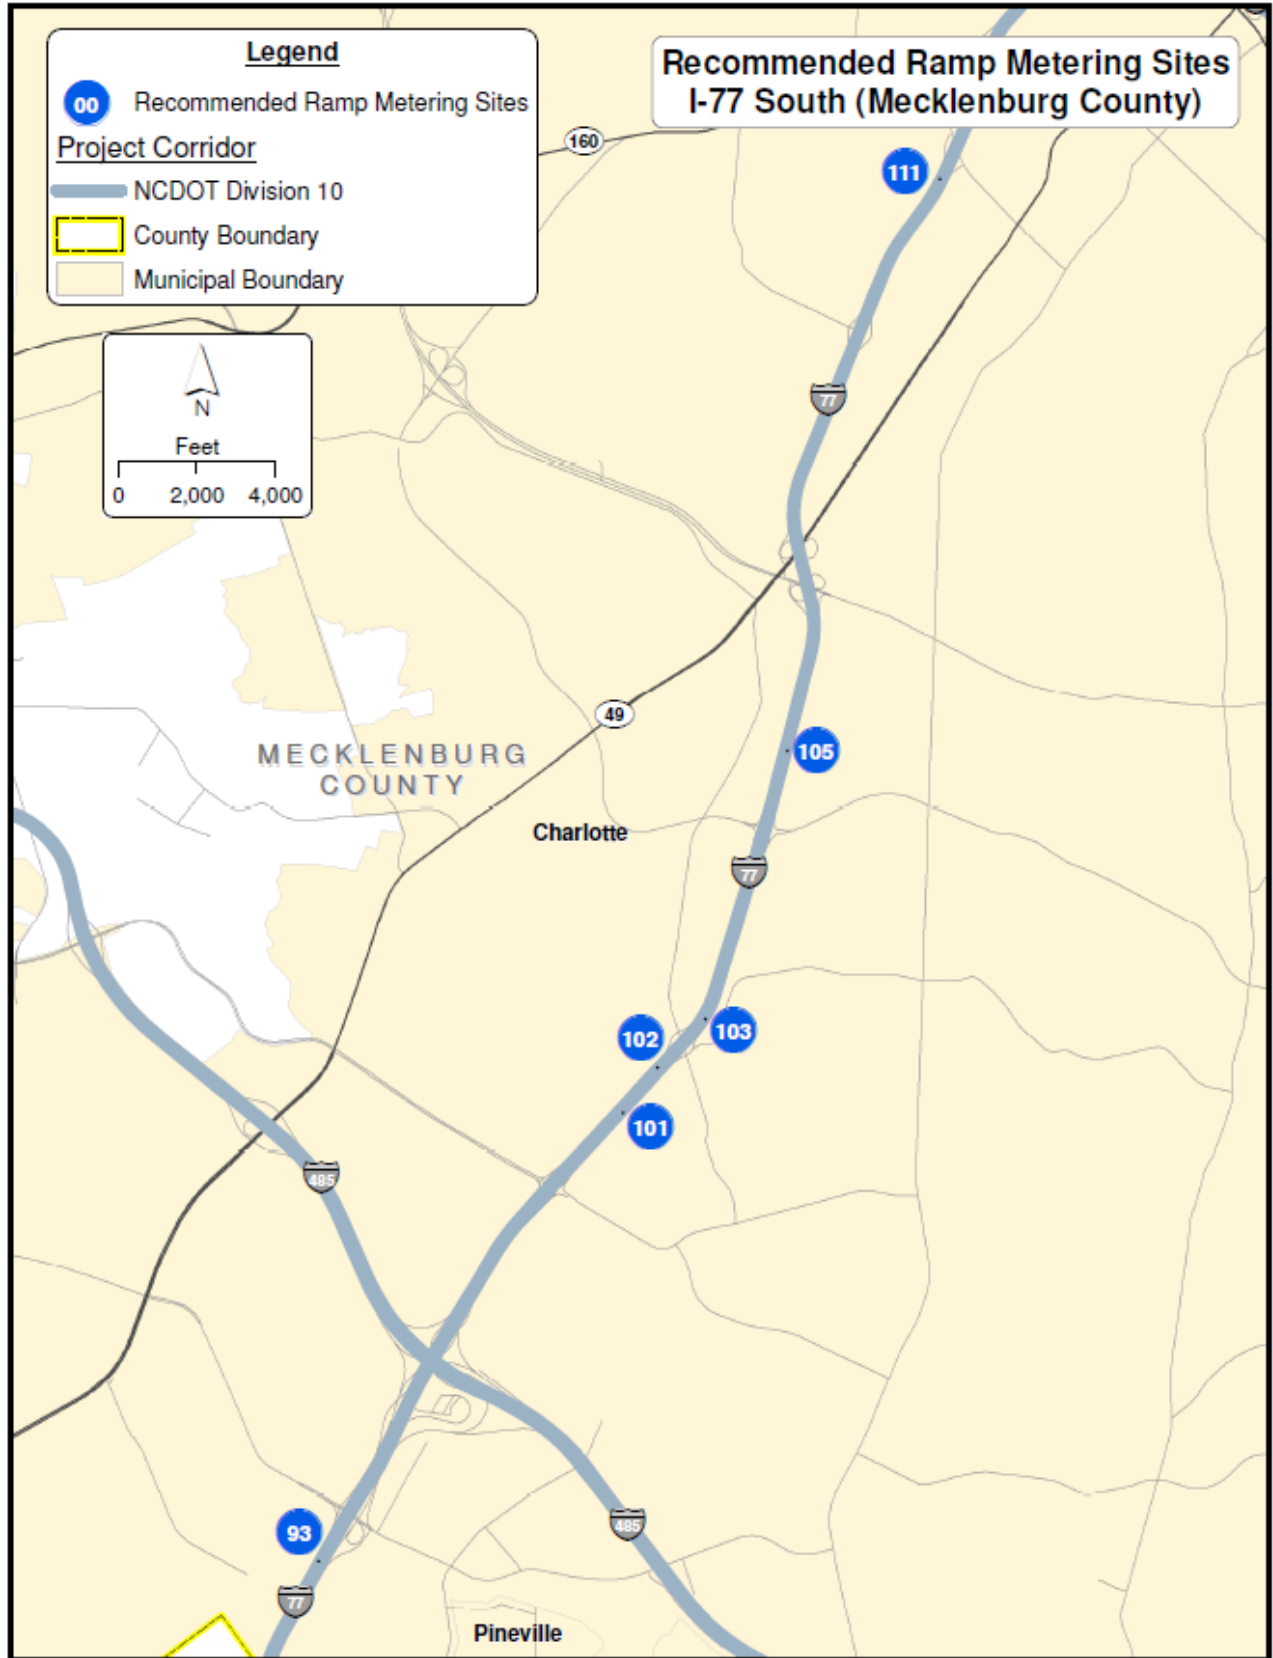 Legend
00 Recommended Ramp Metering Sites
Project Corridor
NCDOT Division 10
County Boundary
Municipal Boundary
Recommended Ramp Metering Sites
I-77 South (Mecklenburg County)
160
111
N
Feet
0 2,000 4,000
77
49
105
MECKLENBURG
COUNTY
Charlotte
77
102
103
101
485
93
485
77
Pineville